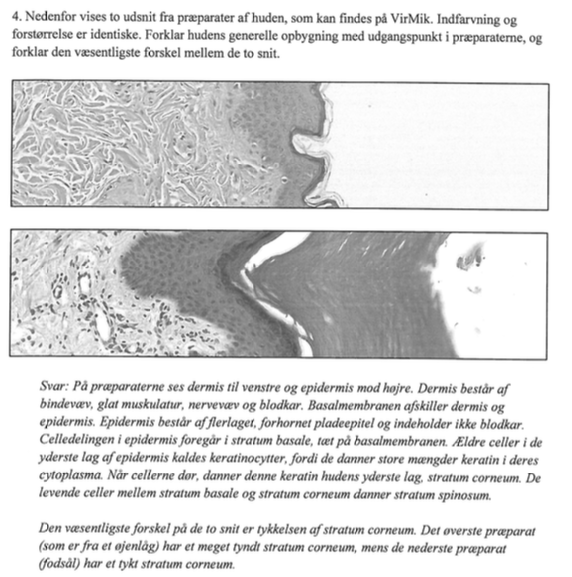 4. Nedenfor vises to udsnit fra præparater af huden, som kan findes på VirMik. Indfarvning og
forstørrelse er identiske. Forklar hudens generelle opbygning med udgangspunkt i præparaterne, og
forklar den væsentligste forskel mellem de to snit.
Svar: På præparaterne ses dermis til venstre og epidermis mod højre. Dermis består af
bindevæv, glat muskulatur, nervevæv og blodkar. Basalmembranen afskiller dermis og
epidermis. Epidermis består af flerlaget, forhornet pladeepitel og indeholder ikke blodkar.
Celledelingen i epidermis foregår i stratum basale, tæt på basalmembranen. Ældre celler i de
yderste lag af epidermis kaldes keratinocytter, fordi de danner store mængder keratin i deres
cytoplasma. Når cellerne dør, danner denne keratin hudens yderste lag, stratum corneum. De
levende celler mellem stratum basale og stratum corneum danner stratum spinosum.
Den væsentligste forskel på de to snit er tykkelsen af stratum corneum. Det øverste præparat
(som er fra et øjenlåg) har et meget tyndt stratum corneum, mens de nederste præparat
(fodsål) har et tykt stratum corneum.